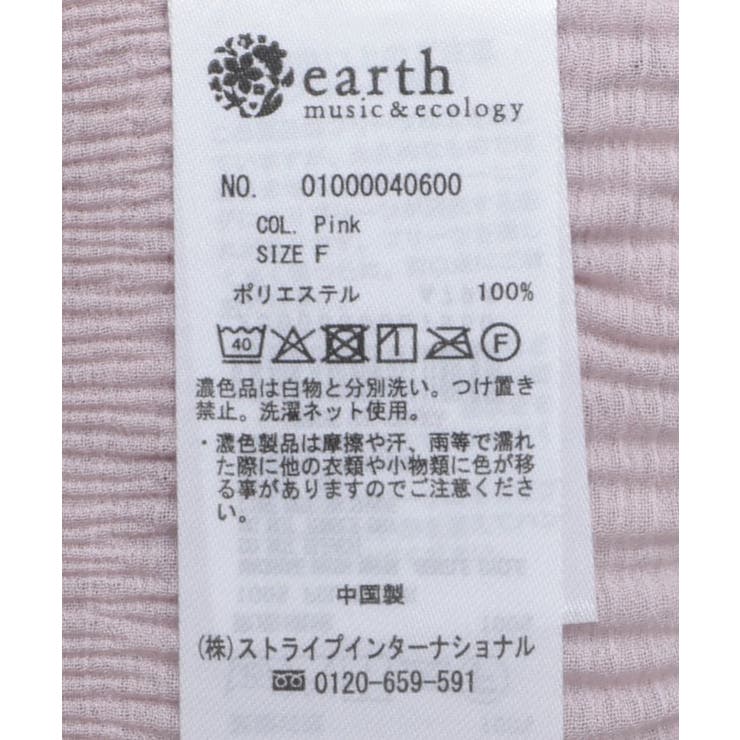 earth
music&ecology
NO. 01000040600
COL. Pink
SIZE F
ポリエステル 100%
40
F
濃色品は白物と分別洗い。つけ置き
禁止。洗濯ネット使用。
・濃色製品は摩擦や汗、雨等で濡れ
た際に他の衣類や小物類に色が移
る事がありますのでご注意くださ
い。
中国製
(株)ストライプインターナショナル
0120-659-591